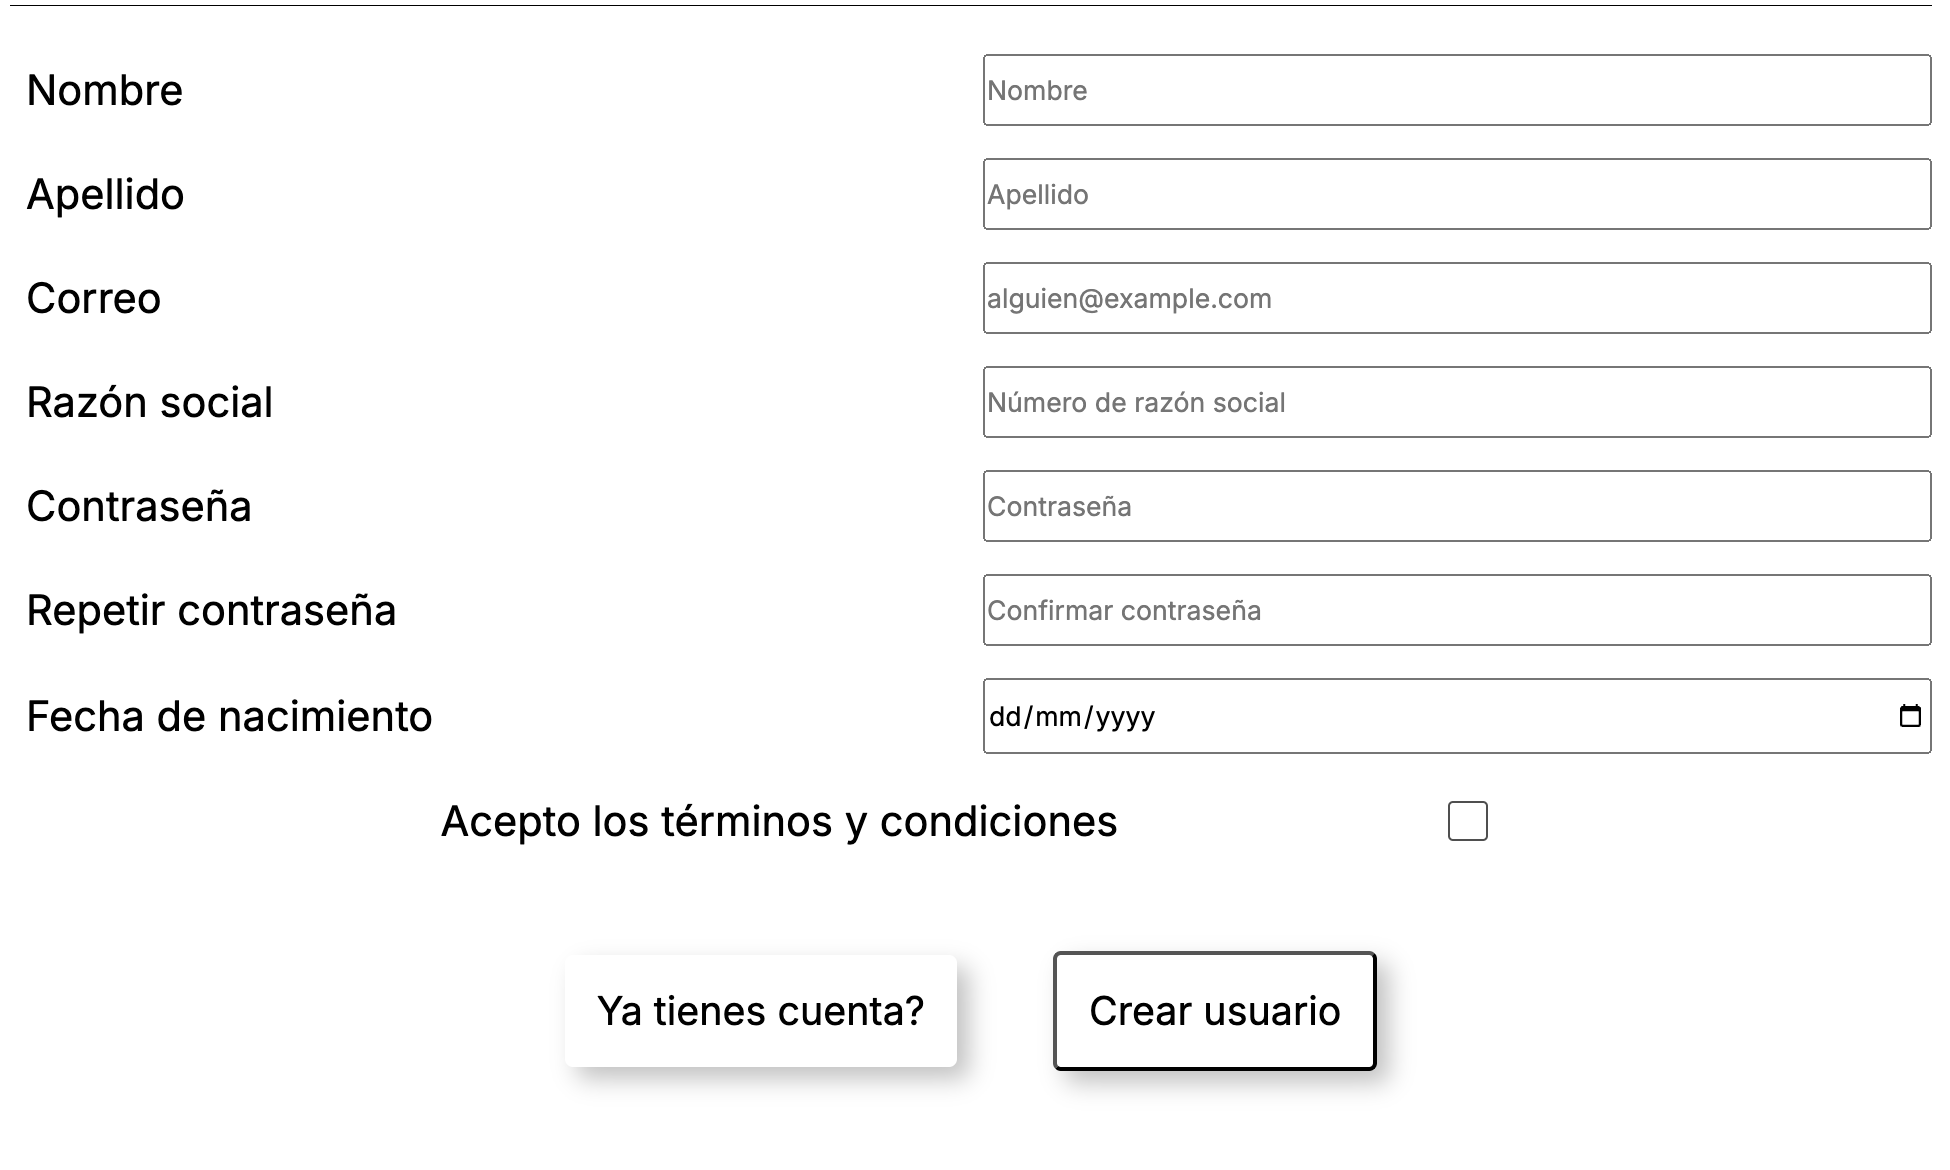 Nombre
Nombre
Apellido
Apellido
Correo
alguien@example.com
Razón social
Número de razón social
Contraseña
Contraseña
Repetir contraseña
Confirmar contraseña
Fecha de nacimiento
dd/mm/yyyy
Acepto los términos y condiciones
Ya tienes cuenta?
Crear usuario